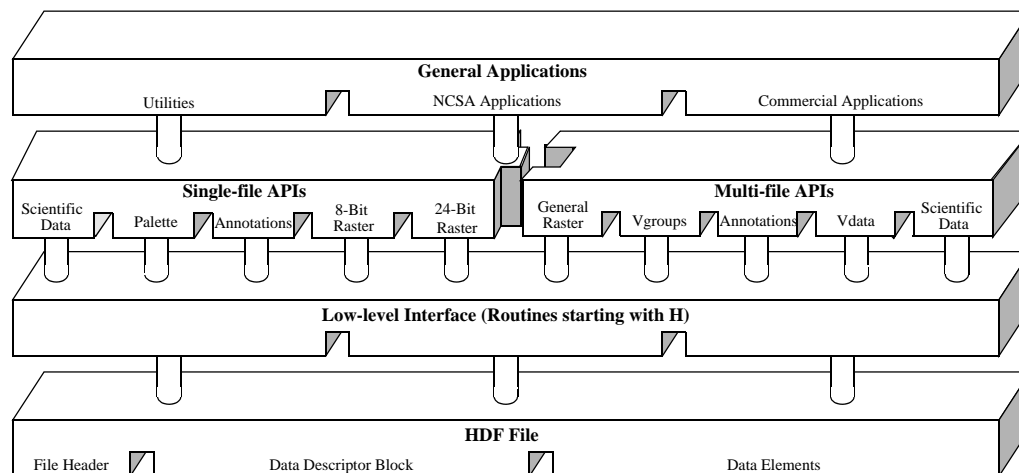 General Applications
Utilities
NCSA Applications
Commercial Applications
Single-file APIs
Multi-file APIs
Scientific
Data
Palette
Annotations
8-Bit
Raster
24-Bit
Raster
General
Raster
Vgroups
Annotations
Vdata
Scientific
Data
Low-level Interface (Routines starting with H)
HDF File
File Header
Data Descriptor Block
Data Elements